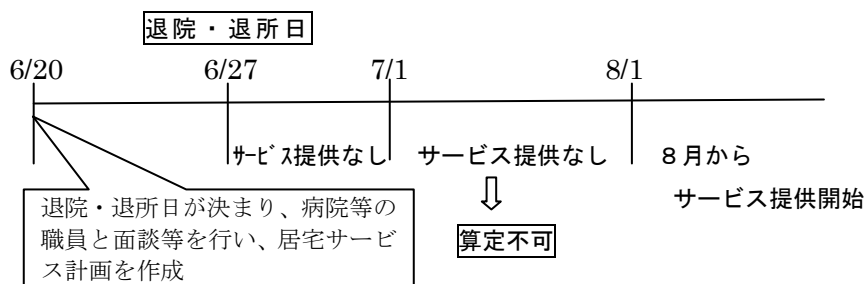 退院・退所日
6/20
6/27
7/1
8/1
ｻｰﾋﾞｽ提供なし
サービス提供なし
８月から
サービス提供開始
退院・退所日が決まり、病院等の
職員と面談等を行い、居宅サービ
ス計画を作成
算定不可